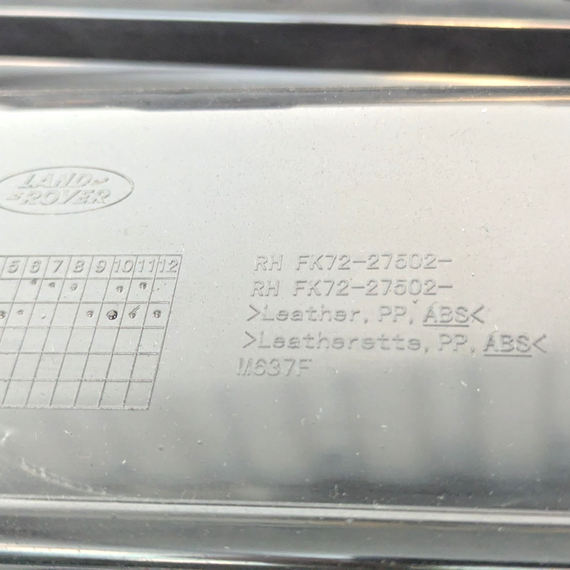 LAND-
-ROVER
5 6 7 8 9 10 11 12
RH FK72-27502-
RH FK72-27502-
>Leather, PP, ABS<
>Leatherette, PP, ABS<
M637F